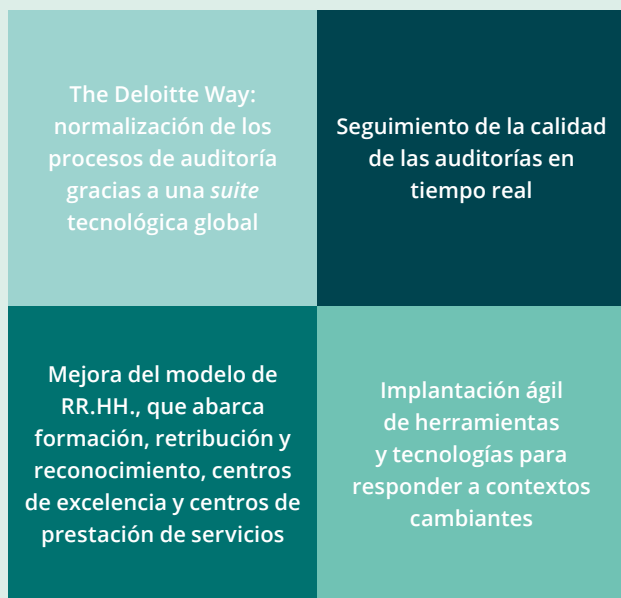 The Deloitte Way:
normalización de los
procesos de auditoría
gracias a una suite
tecnológica global
Seguimiento de la calidad
de las auditorías en
tiempo real
Mejora del modelo de
RR.HH., que abarca
formación, retribución y
reconocimiento, centros
de excelencia y centros de
prestación de servicios
Implantación ágil
de herramientas
y tecnologías para
responder a contextos
cambiantes